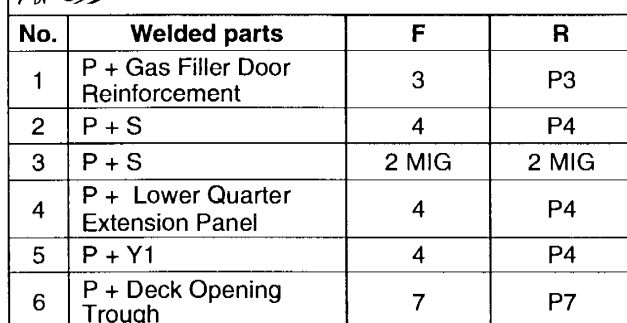 No. Welded parts F R
1 P + Gas Filler Door Reinforcement 3 P3
2 P + S 4 P4
3 P + S 2 MIG 2 MIG
4 P + Lower Quarter Extension Panel 4 P4
5 P + Y1 4 P4
6 P + Deck Opening Trough 7 P7